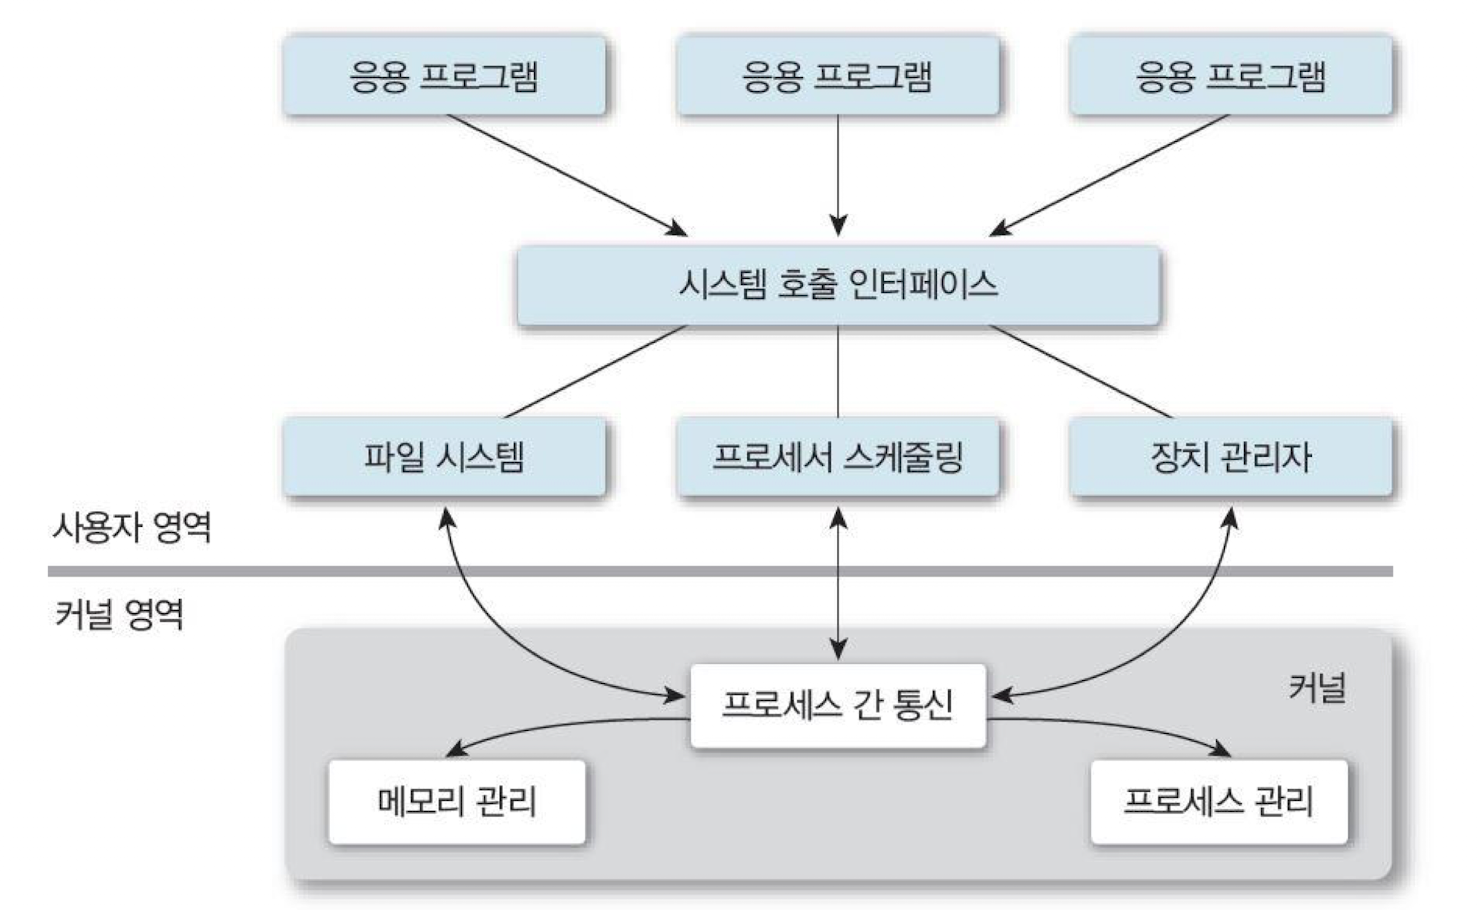 응용 프로그램
응용 프로그램
응용 프로그램
시스템 호출 인터페이스
파일 시스템
프로세서 스케줄링
장치 관리자
사용자 영역
커널 영역
커널
프로세스 간 통신
메모리 관리
프로세스 관리